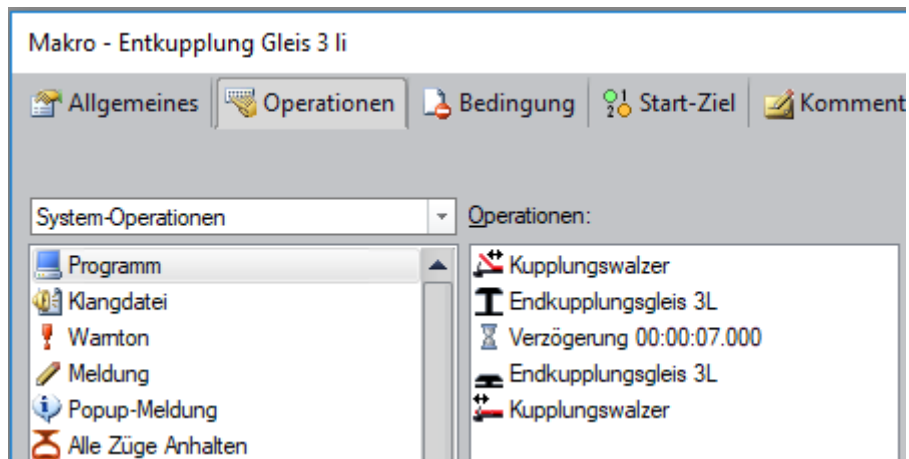 Makro - Entkupplung Gleis 3 li
Allgemeines Operationen Bedingung Start-Ziel Komment
System-Operationen
Operationen:
Programm
Klangdatei
Warnton
Meldung
Popup-Meldung
Alle Züge Anhalten
Kupplungswalzer
Endkupplungsgleis 3L
Verzögerung 00:00:07.000
Endkupplungsgleis 3L
Kupplungswalzer